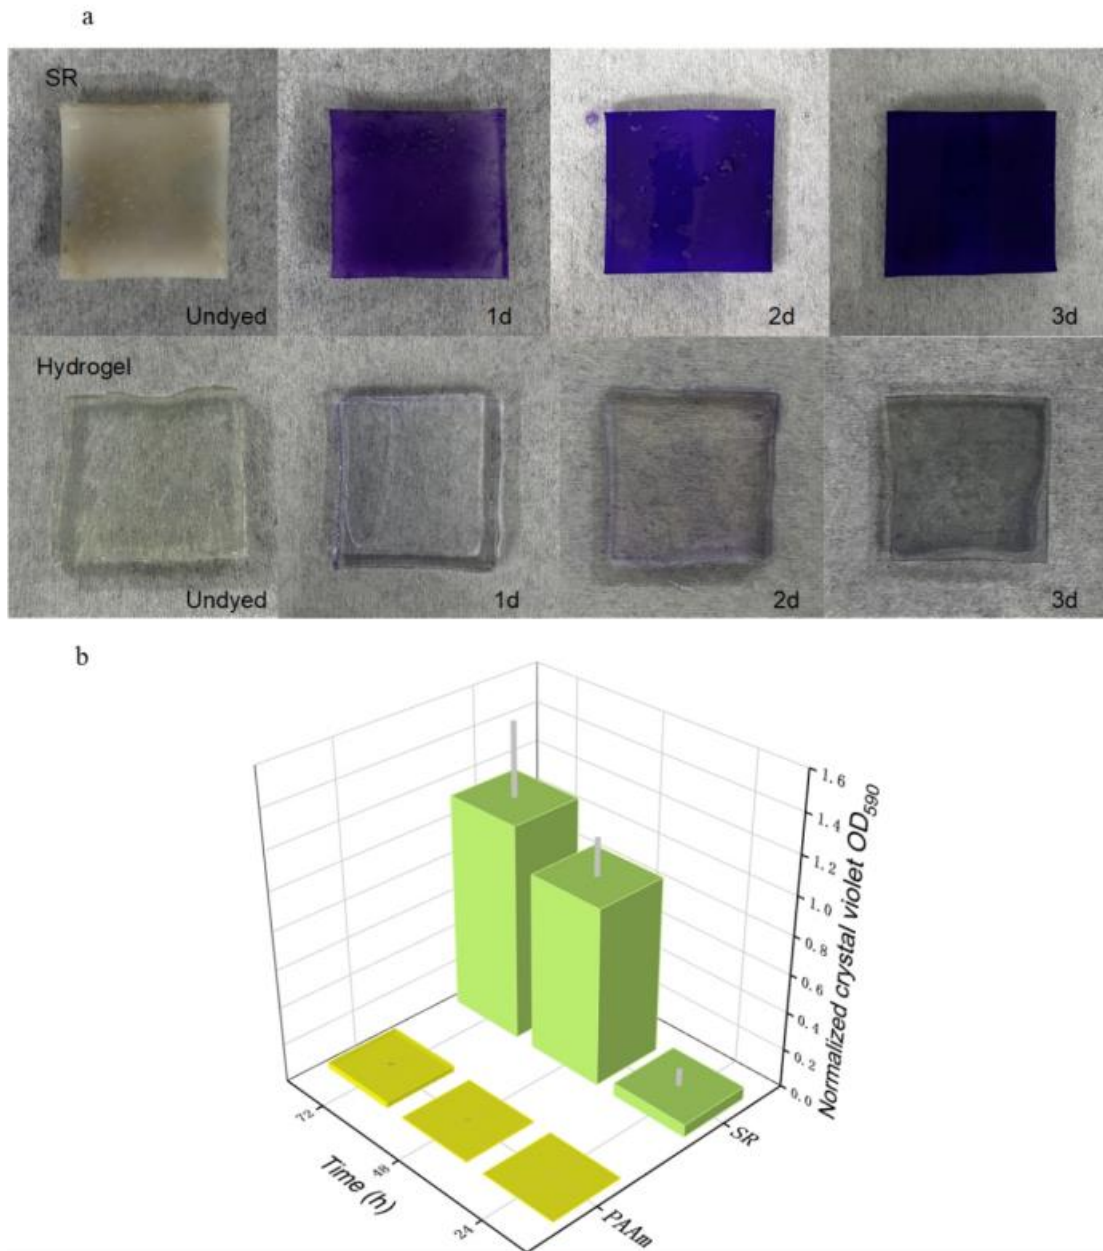 a
SR
Undyed
1d
2d
3d
Hydrogel
Undyed
1d
2d
3d
b
1.6
1.4
1.2
1.0
0.8
0.6
0.4
0.2
0.0
Normalized crystal violet OD590
72
48
24
Time (h)
SR
PAAm